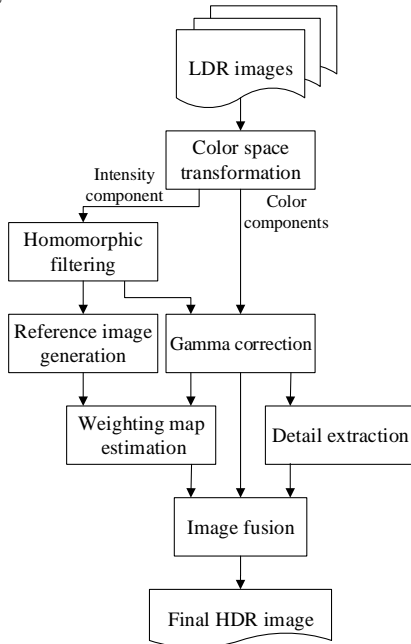 LDR images
Color space
transformation
Intensity
component
Color
components
Homomorphic
filtering
Reference image
generation
Gamma correction
Weighting map
estimation
Detail extraction
Image fusion
Final HDR image